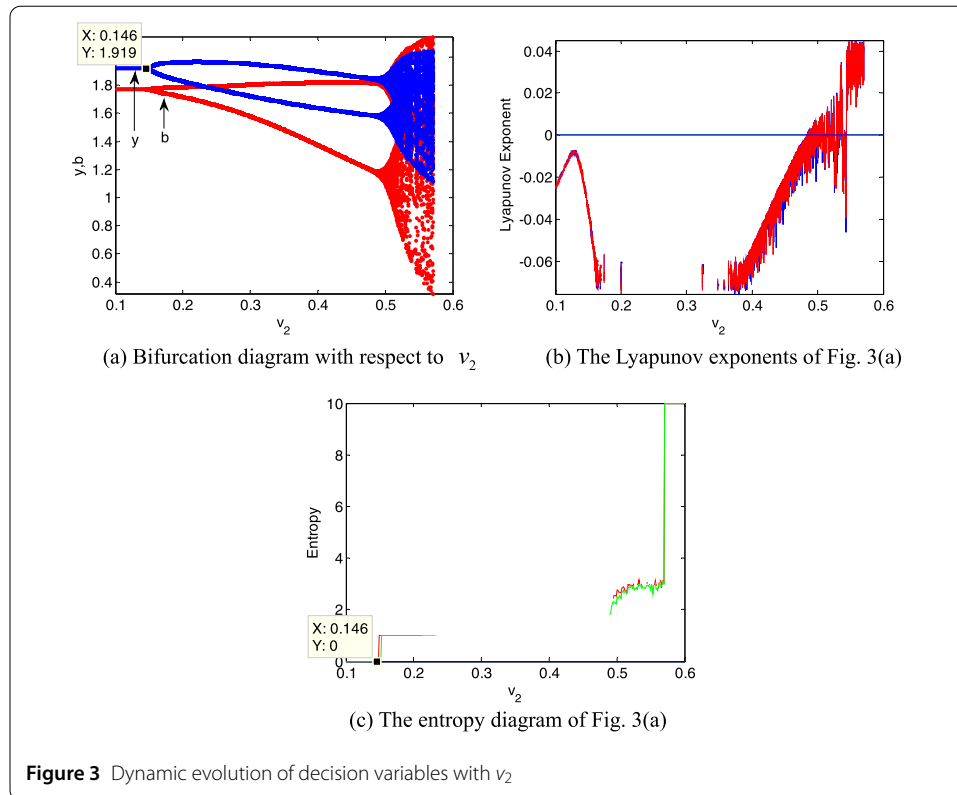 X: 0.146
Y: 1.919
1.8
1.6
1.4
1.2
1
0.8
0.6
0.4
y,b
y
b
0.1 0.2 0.3 0.4 0.5 0.6
v2
(a) Bifurcation diagram with respect to v2
0.04
0.02
0
-0.02
-0.04
-0.06
Lyapunov Exponent
0.1 0.2 0.3 0.4 0.5 0.6
v2
(b) The Lyapunov exponents of Fig. 3(a)
10
8
6
4
2
0
Entropy
X: 0.146
Y: 0
0.1 0.2 0.3 0.4 0.5 0.6
v2
(c) The entropy diagram of Fig. 3(a)
Figure 3 Dynamic evolution of decision variables with v2